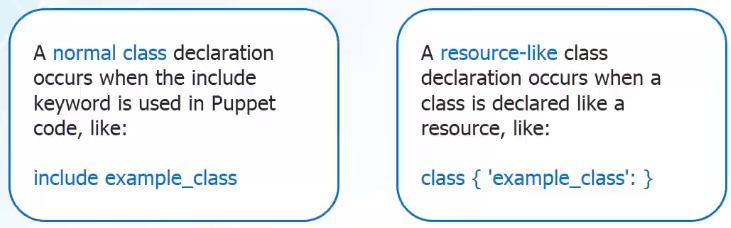 A normal class declaration
occurs when the include
keyword is used in Puppet
code, like:
include example_class
A resource-like class
declaration occurs when a
class is declared like a
resource, like:
class { 'example_class': }